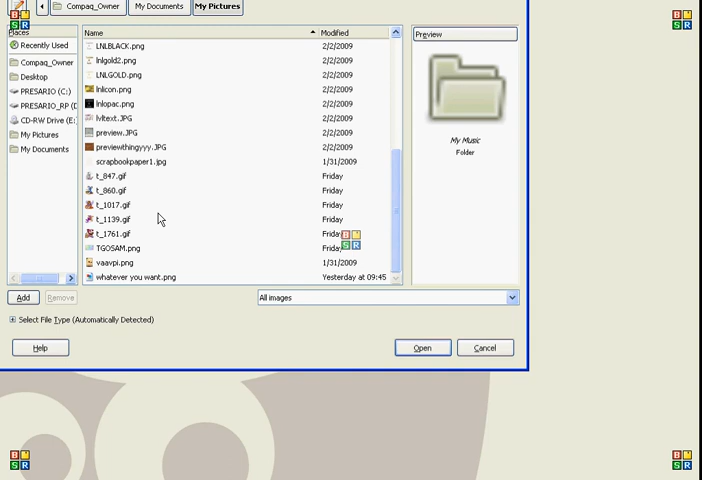 Compaq_Owner My Documents My Pictures
Places
Recently Used
Compaq_Owner
Desktop
PRESARIO (C:)
PRESARIO_RP (D
CD-RW Drive (E:
My Pictures
My Documents
Name Modified
LNLBLACK.png 2/2/2009
lnlgold2.png 2/2/2009
LNLGOLD.png 2/2/2009
lnlicon.png 2/2/2009
lnlopac.png 2/2/2009
lvltext.JPG 2/2/2009
preview.JPG 2/2/2009
previewthingyyy.JPG 2/2/2009
scrapbookpaper1.jpg 1/31/2009
t_847.gif Friday
t_860.gif Friday
t_1017.gif Friday
t_1139.gif Friday
t_1761.gif Friday
TGOSAM.png Friday
vaavpi.png 1/31/2009
whatever you want.png Yesterday at 09:45
Preview
My Music
Folder
Add Remove
All images
Select File Type (Automatically Detected)
Help Open Cancel
B
S R
B
S R
B
S R
B
S R
B
S R